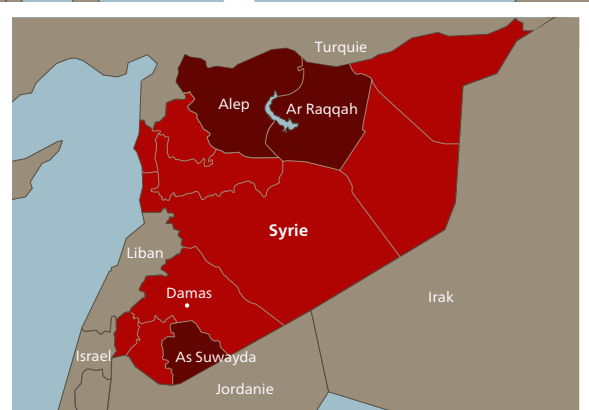 Turquie
Alep
Ar Raqqah
Syrie
Liban
Damas
Irak
Israel
As Suwayda
Jordanie